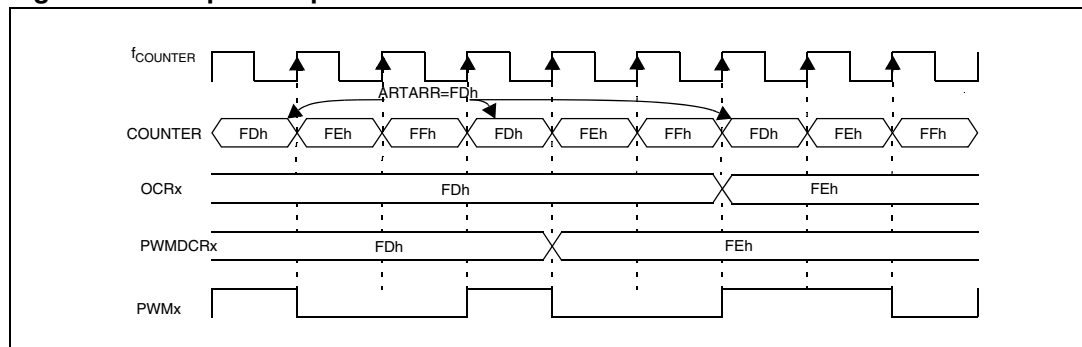 fCOUNTER
ARTARR=FDh
COUNTER FDh FEh FFh FDh FEh FFh FDh FEh FFh
OCRx FDh FEh
PWMDCRx FDh FEh
PWMx